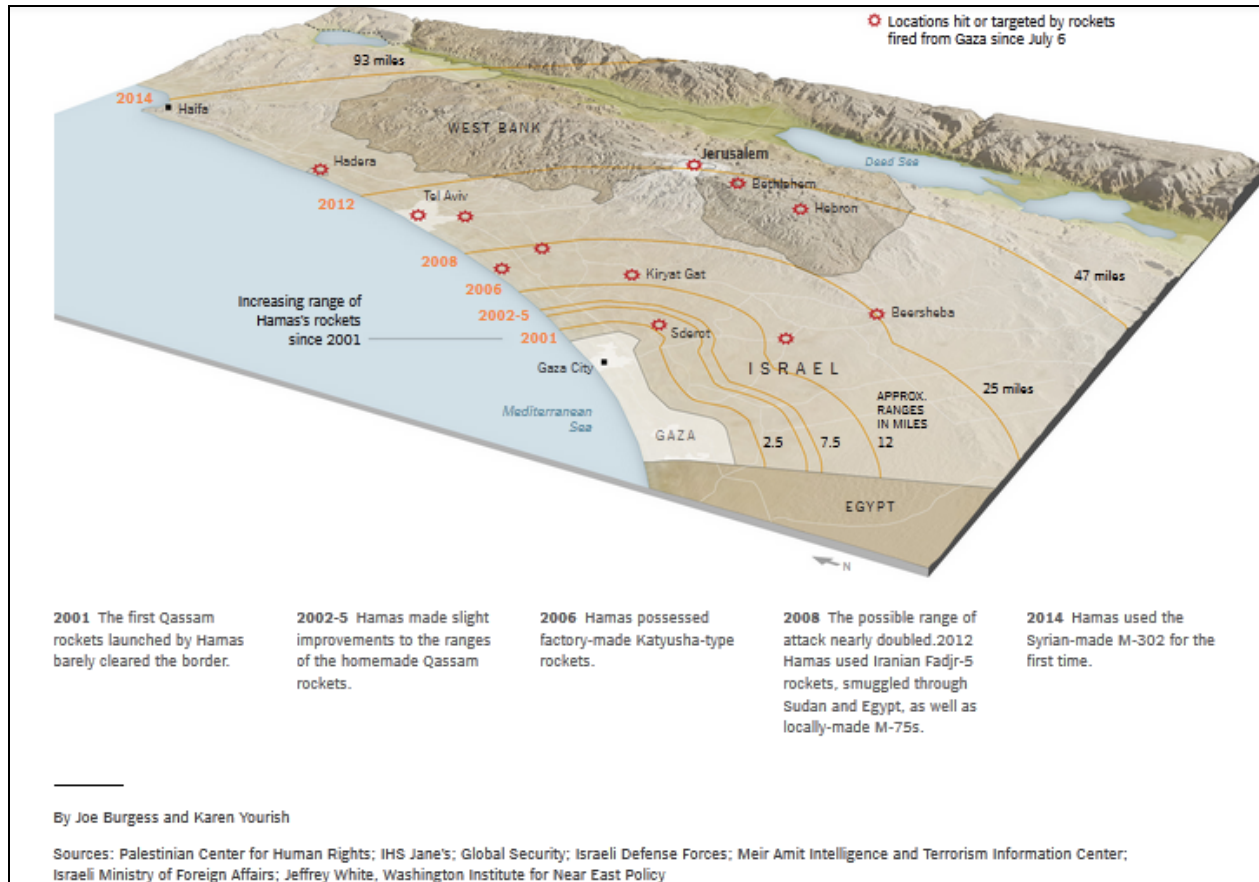 Locations hit or targeted by rockets
fired from Gaza since July 6
93 miles
2014
Haifa
WEST BANK
Jerusalem
Dead Sea
Hadera
Bethlehem
Tel Aviv
Hebron
2012
2008
Kiryat Gat
47 miles
2006
Increasing range of
Hamas's rockets
since 2001
2002-5
Beersheba
2001
Sderot
Gaza City
ISRAEL
25 miles
APPROX.
RANGES
IN MILES
Mediterranean
Sea
GAZA
2.5
7.5
12
EGYPT
N
2001 The first Qassam
rockets launched by Hamas
barely cleared the border.
2002-5 Hamas made slight
improvements to the ranges
of the homemade Qassam
rockets.
2006 Hamas possessed
factory-made Katyusha-type
rockets.
2008 The possible range of
attack nearly doubled.2012
Hamas used Iranian Fadjr-5
rockets, smuggled through
Sudan and Egypt, as well as
locally-made M-75s.
2014 Hamas used the
Syrian-made M-302 for the
first time.
By Joe Burgess and Karen Yourish
Sources: Palestinian Center for Human Rights; IHS Jane's; Global Security; Israeli Defense Forces; Meir Amit Intelligence and Terrorism Information Center;
Israeli Ministry of Foreign Affairs; Jeffrey White, Washington Institute for Near East Policy